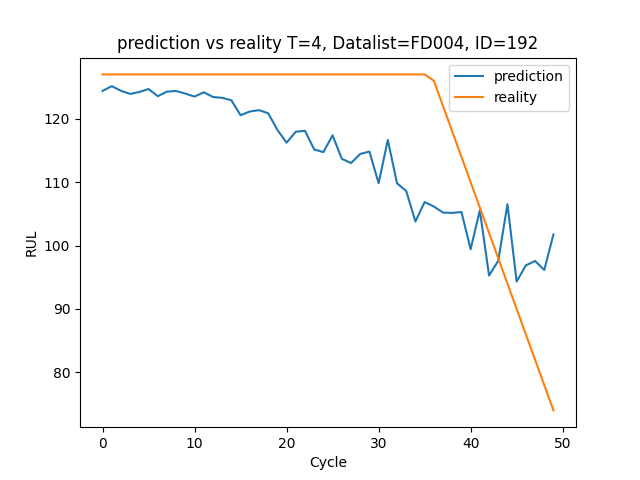 prediction vs reality T=4, Datalist=FD004, ID=192
prediction
reality
120
110
100
90
80
RUL
0 10 20 30 40 50
Cycle